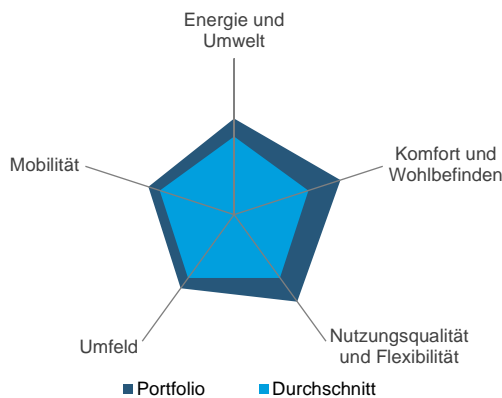 Energie und
Umwelt
Mobilität
Komfort und
Wohlbefinden
Umfeld
Nutzungsqualität
und Flexibilität
Portfolio
Durchschnitt